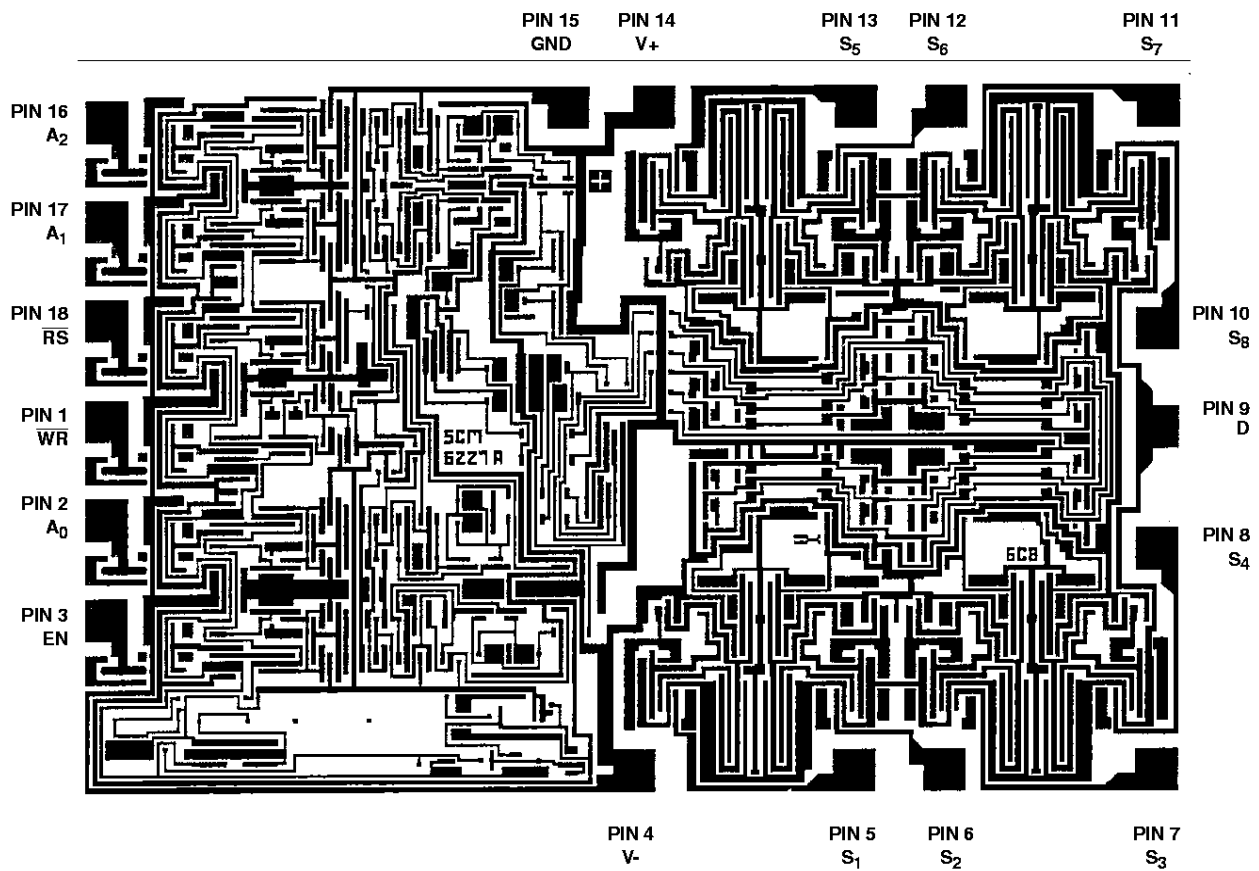 PIN 15 PIN 14 PIN 13 PIN 12 PIN 11
GND V+ S5 S6 S7
PIN 16
A2
PIN 17
A1
PIN 18
RS
PIN 10
S8
PIN 1
WR
PIN 9
D
SCM
6227A
PIN 2
A0
PIN 8
S4
GCB
PIN 3
EN
PIN 4 PIN 5 PIN 6 PIN 7
V- S1 S2 S3